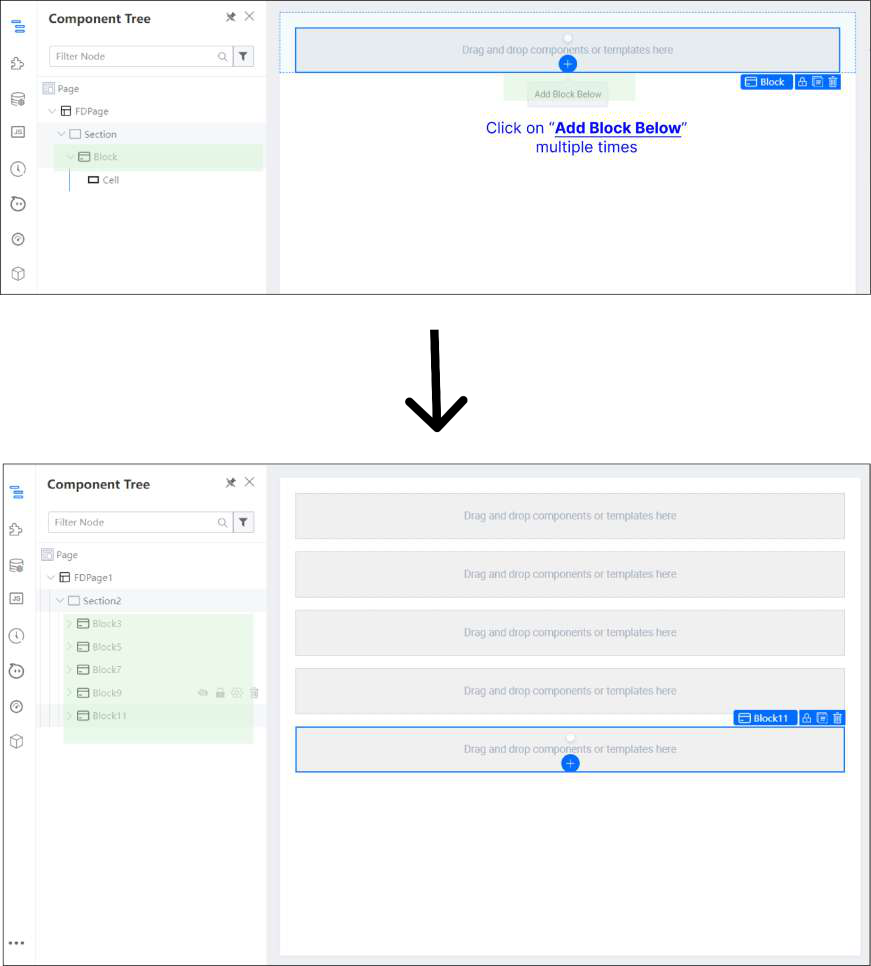 Component Tree
Filter Node
Page
FDPage
Section
Block
Cell
JS
Drag and drop components or templates here
Block
Add Block Below
Click on “Add Block Below”
multiple times
Component Tree
Filter Node
Page
FDPage1
Section2
Block3
Block5
Block7
Block9
Block11
JS
Drag and drop components or templates here
Drag and drop components or templates here
Drag and drop components or templates here
Drag and drop components or templates here
Block11
Drag and drop components or templates here